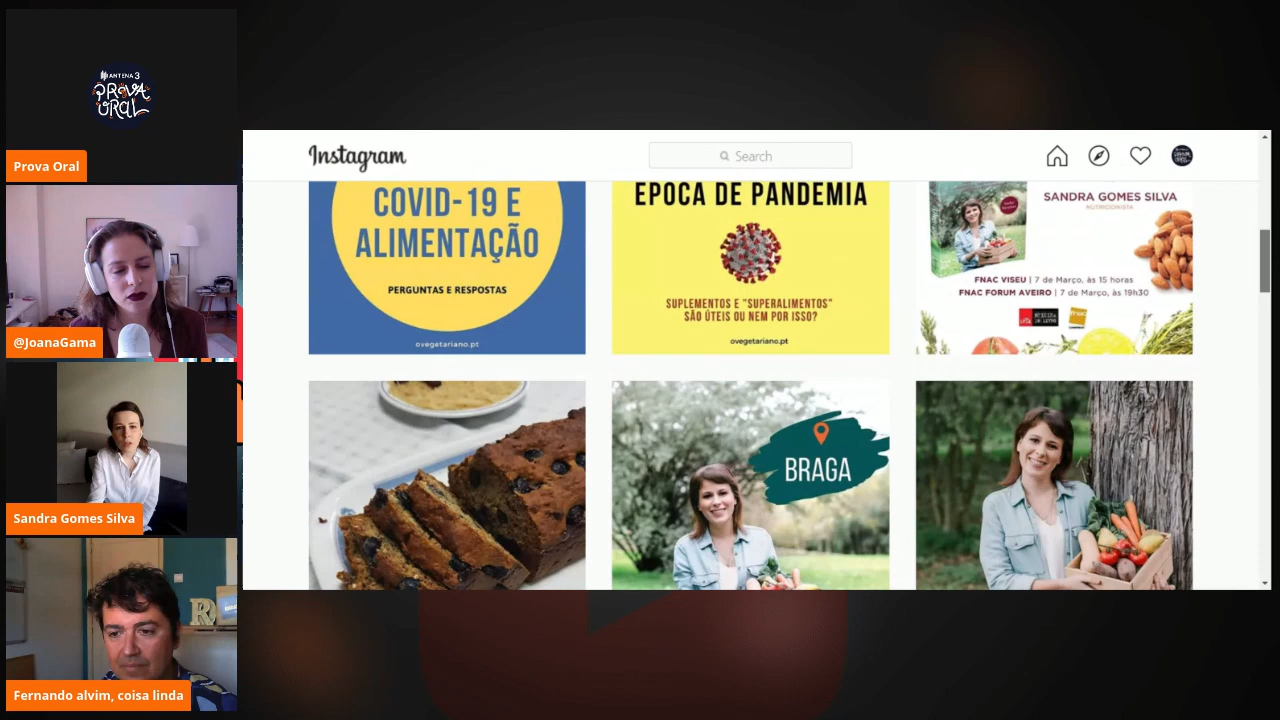 ANTENA 3
PROVA
ORAL
Prova Oral
@JoanaGama
Sandra Gomes Silva
R
Fernando alvim, coisa linda
Instagram
Search
COVID-19 E
ALIMENTAÇÃO
PERGUNTAS E RESPOSTAS
ovegetariano.pt
ÉPOCA DE PANDEMIA
SUPLEMENTOS E "SUPERALIMENTOS"
SÃO ÚTEIS OU NEM POR ISSO?
ovegetariano.pt
SANDRA GOMES SILVA
NUTRICIONISTA
FNAC VISEU | 7 de Março, às 15 horas
FNAC FORUM AVEIRO | 7 de Março, às 19h30
fnac
BRAGA